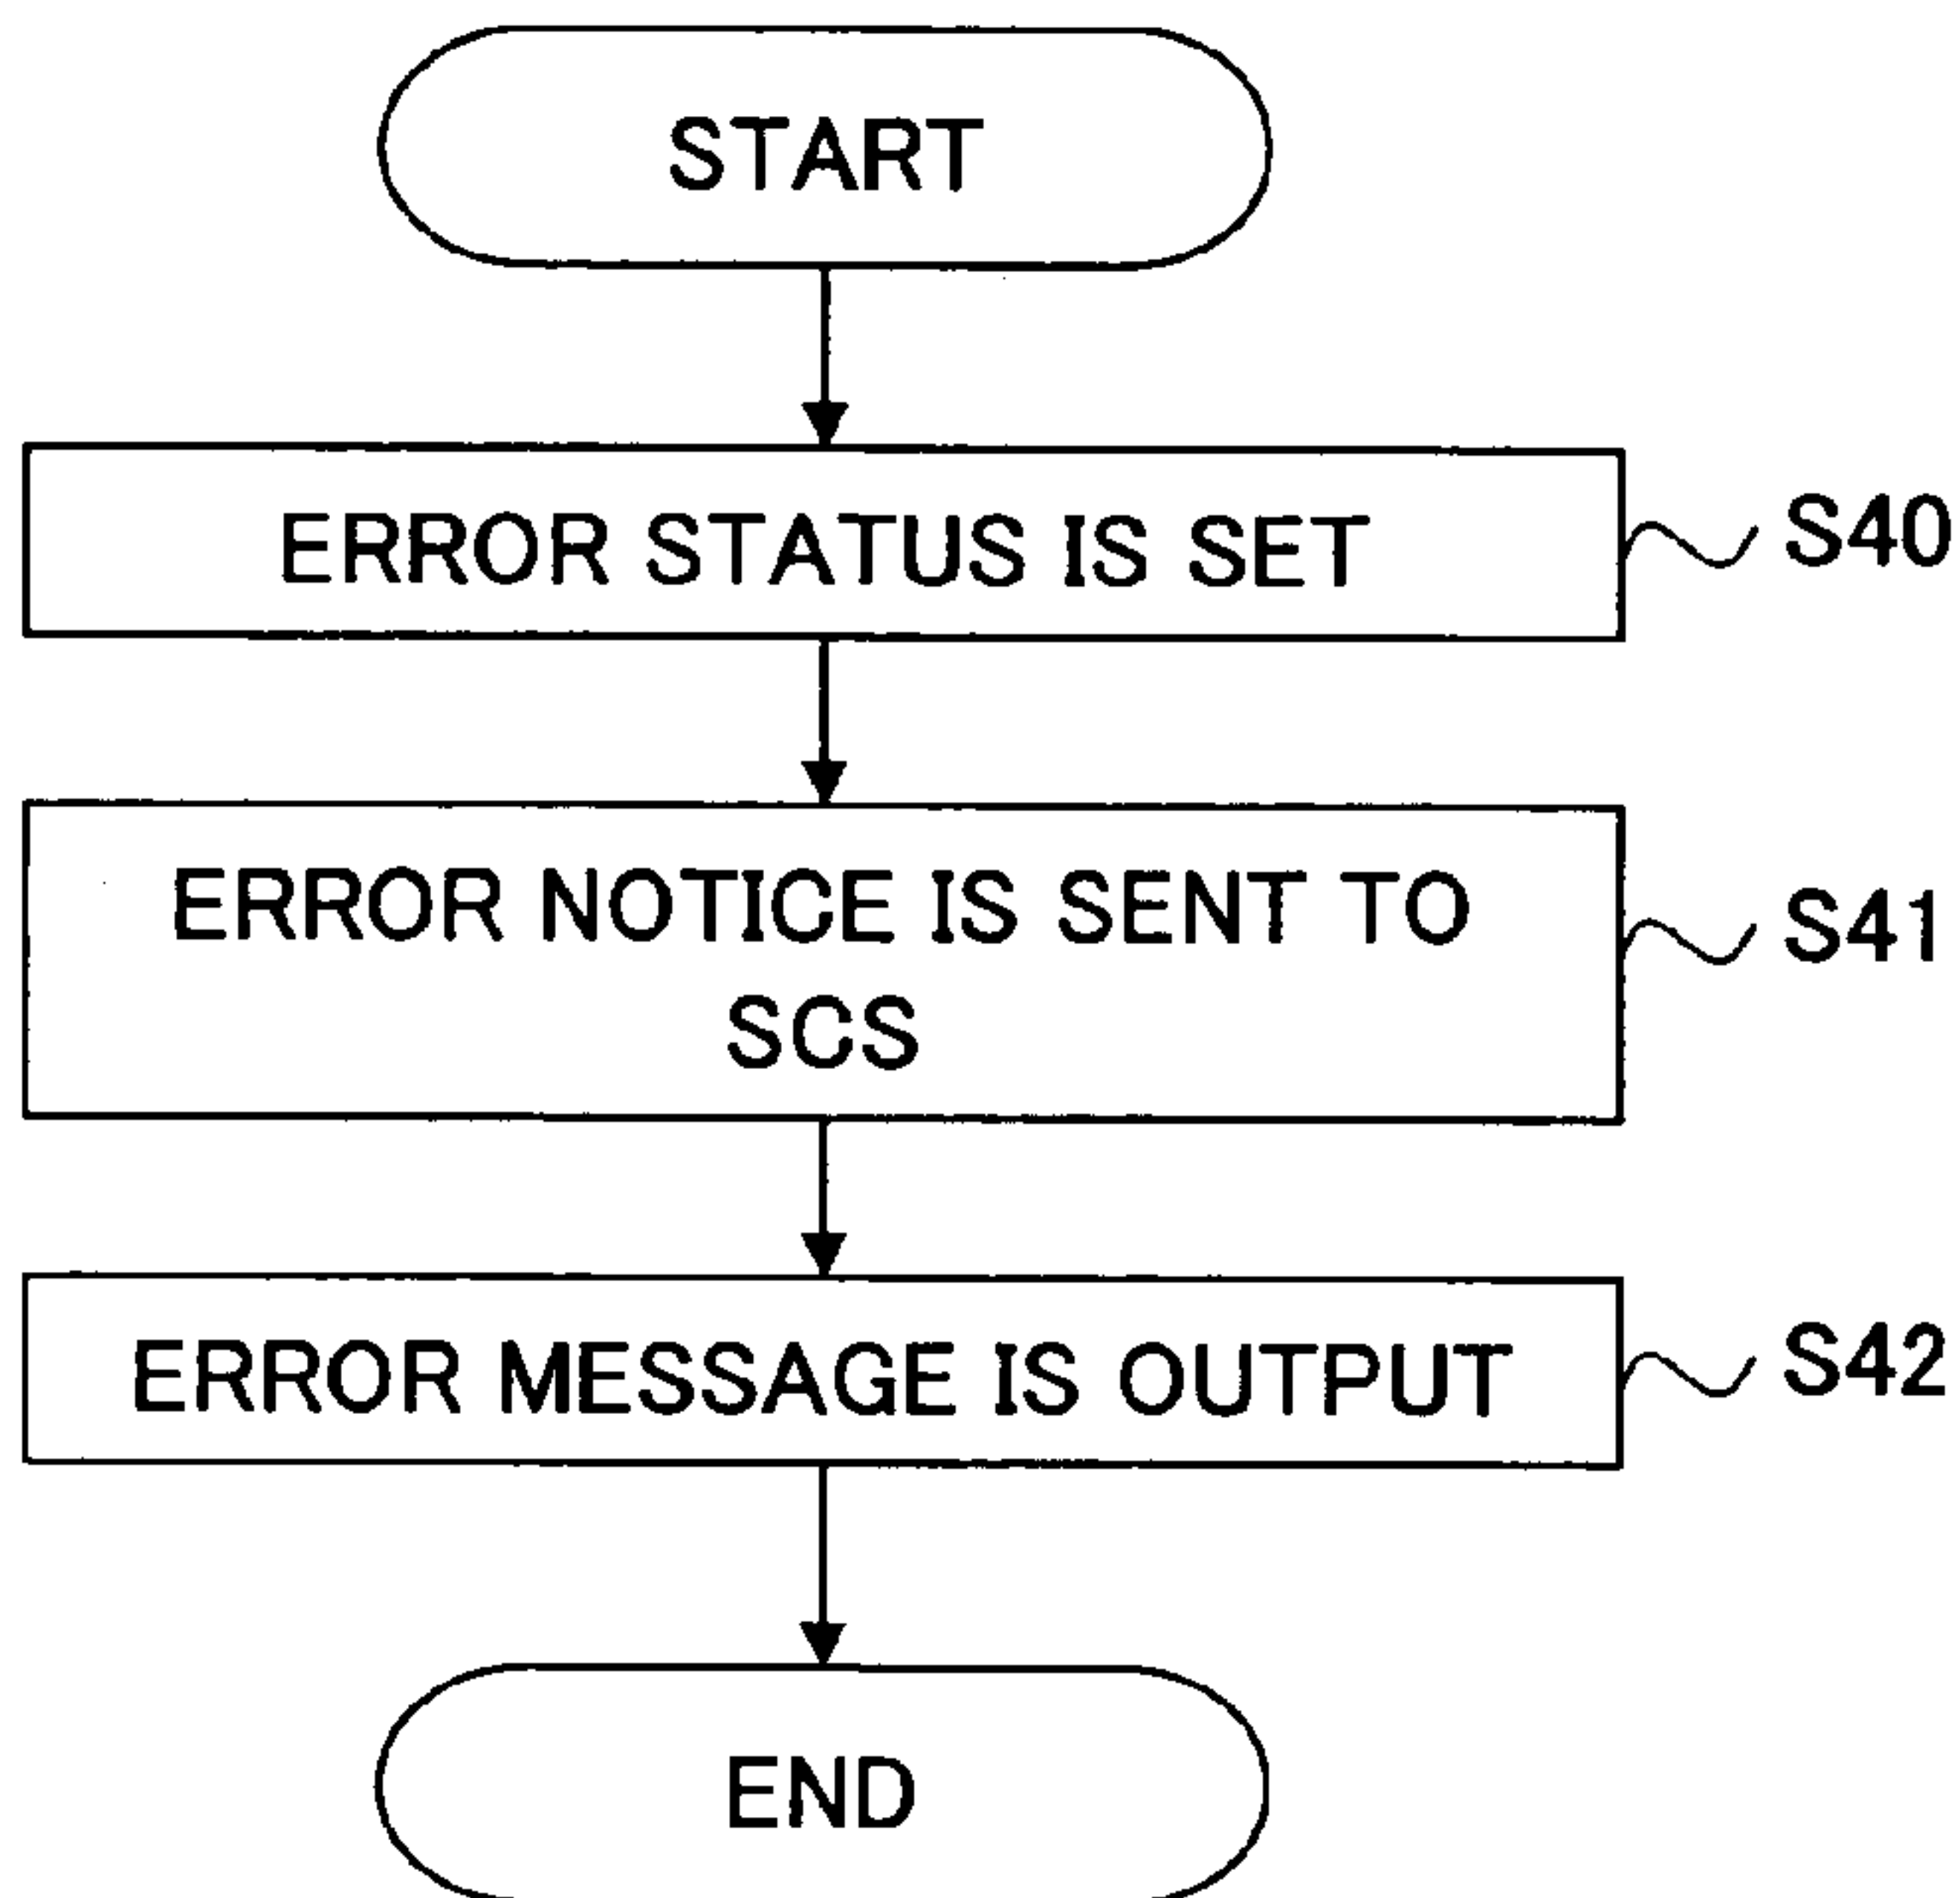 START
ERROR STATUS IS SET
S40
ERROR NOTICE IS SENT TO
SCS
S41
ERROR MESSAGE IS OUTPUT
S42
END